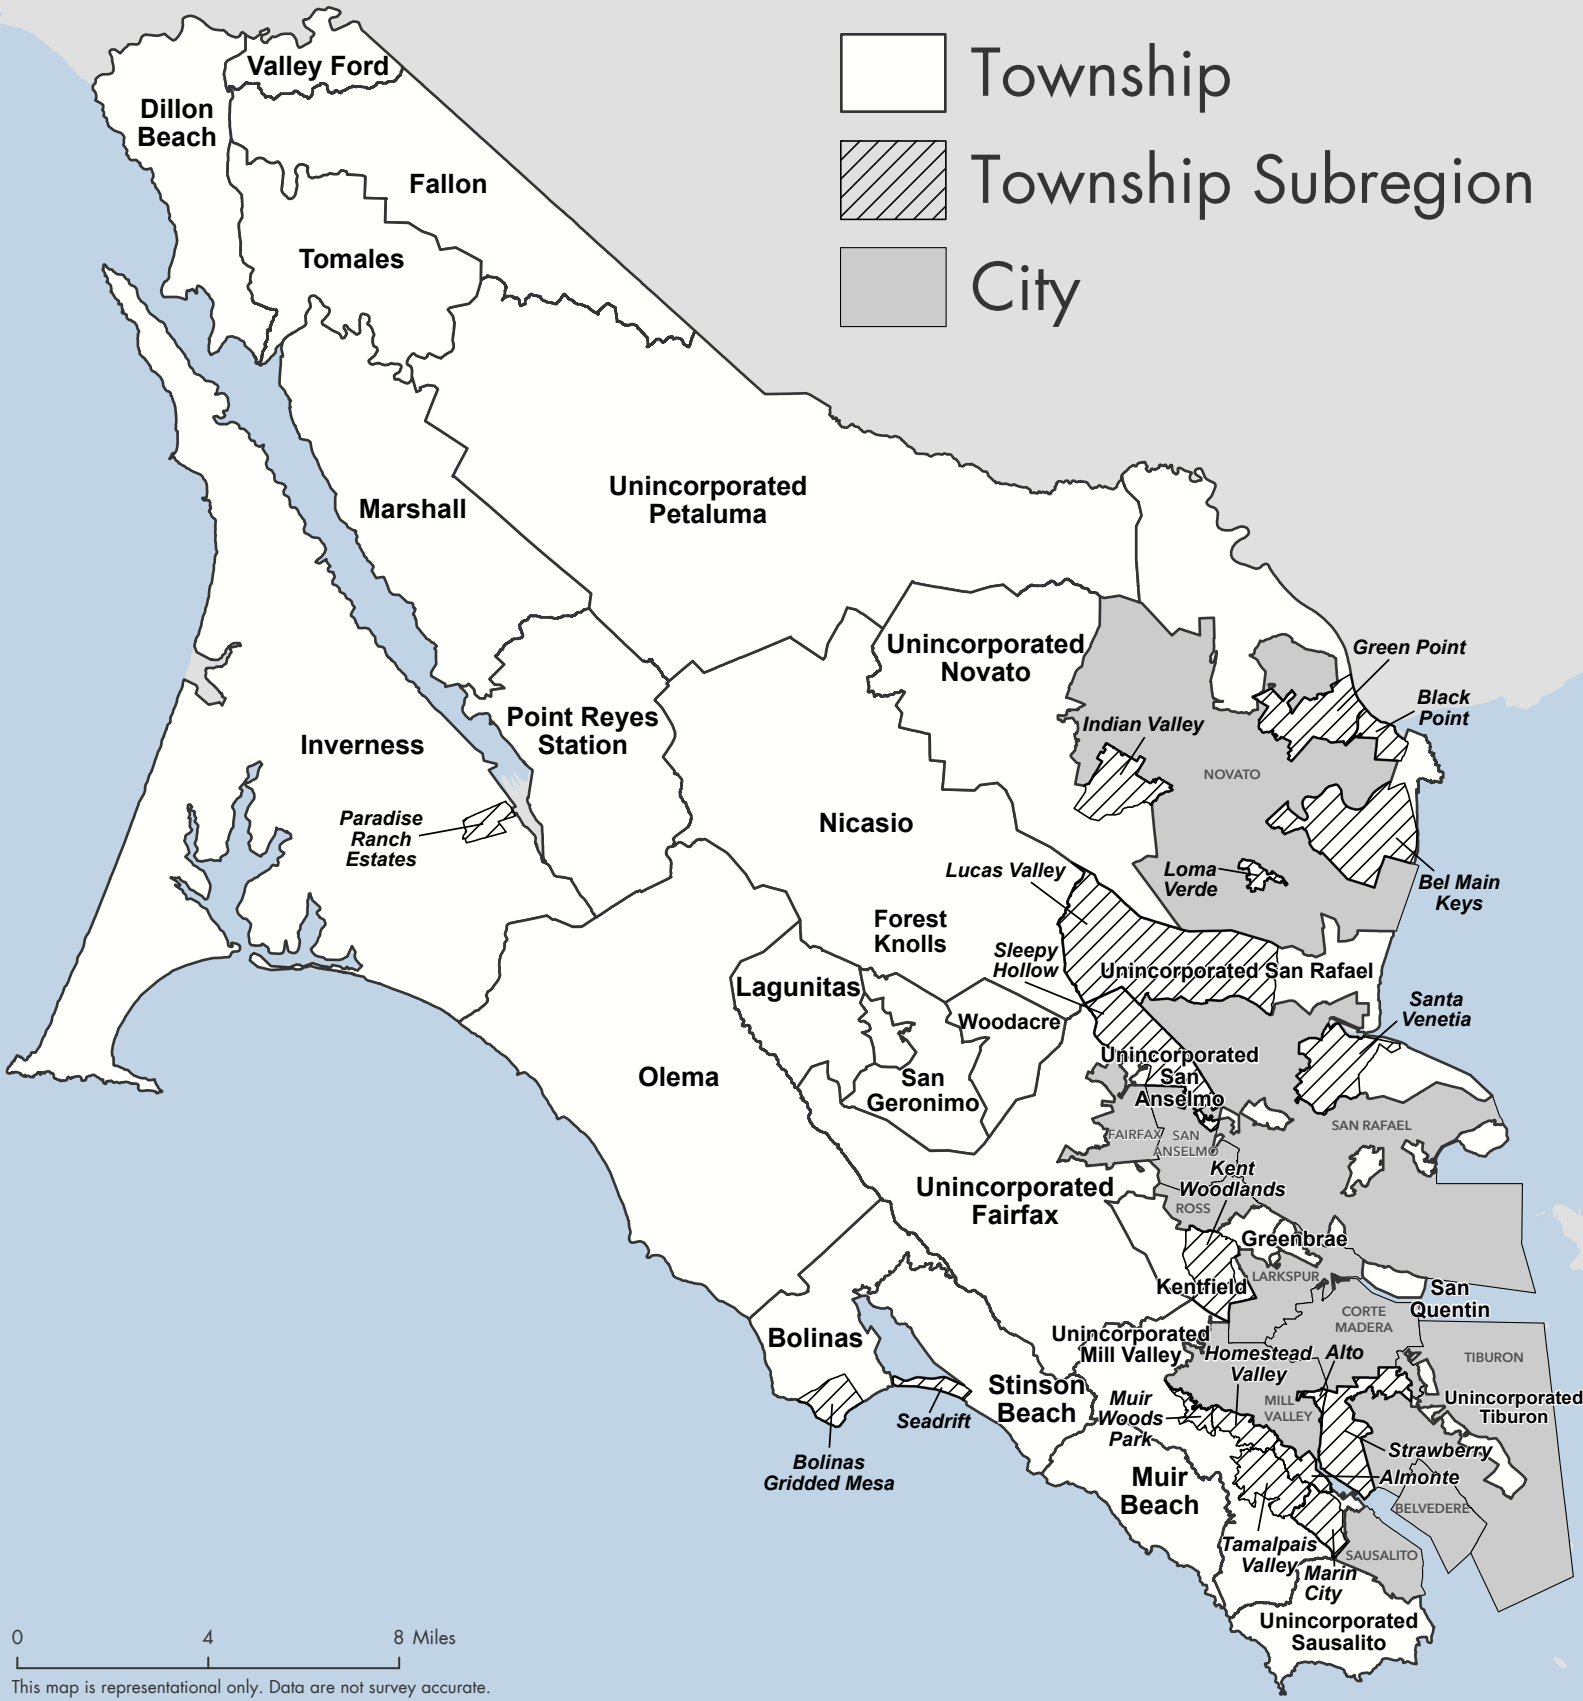 Township
Township Subregion
City
Valley Ford
Dillon
Beach
Fallon
Tomales
Marshall
Unincorporated
Petaluma
Unincorporated
Novato
Green Point
Black
Point
Indian Valley
NOVATO
Point Reyes
Station
Inverness
Paradise
Ranch
Estates
Nicasio
Lucas Valley
Loma
Verde
Bel Main
Keys
Forest
Knolls
Sleepy
Hollow
Unincorporated San Rafael
Lagunitas
Santa
Venetia
Woodacre
Olema
San
Geronimo
Unincorporated
San
Anselmo
FAIRFAX
SAN
ANSELMO
SAN RAFAEL
Kent
Woodlands
Unincorporated
Fairfax
ROSS
Greenbrae
Kentfield
LARKSPUR
San
Quentin
CORTE
MADERA
Bolinas
Unincorporated
Mill Valley
Homestead
Valley
Alto
TIBURON
Stinson
Beach
Muir
Woods
Park
MILL
VALLEY
Unincorporated
Tiburon
Seadrift
Bolinas
Gridded Mesa
Strawberry
Almonte
Muir
Beach
BELVEDERE
Tamalpais
Valley
Marin
City
SAUSALITO
Unincorporated
Sausalito
0 4 8 Miles
This map is representational only. Data are not survey accurate.